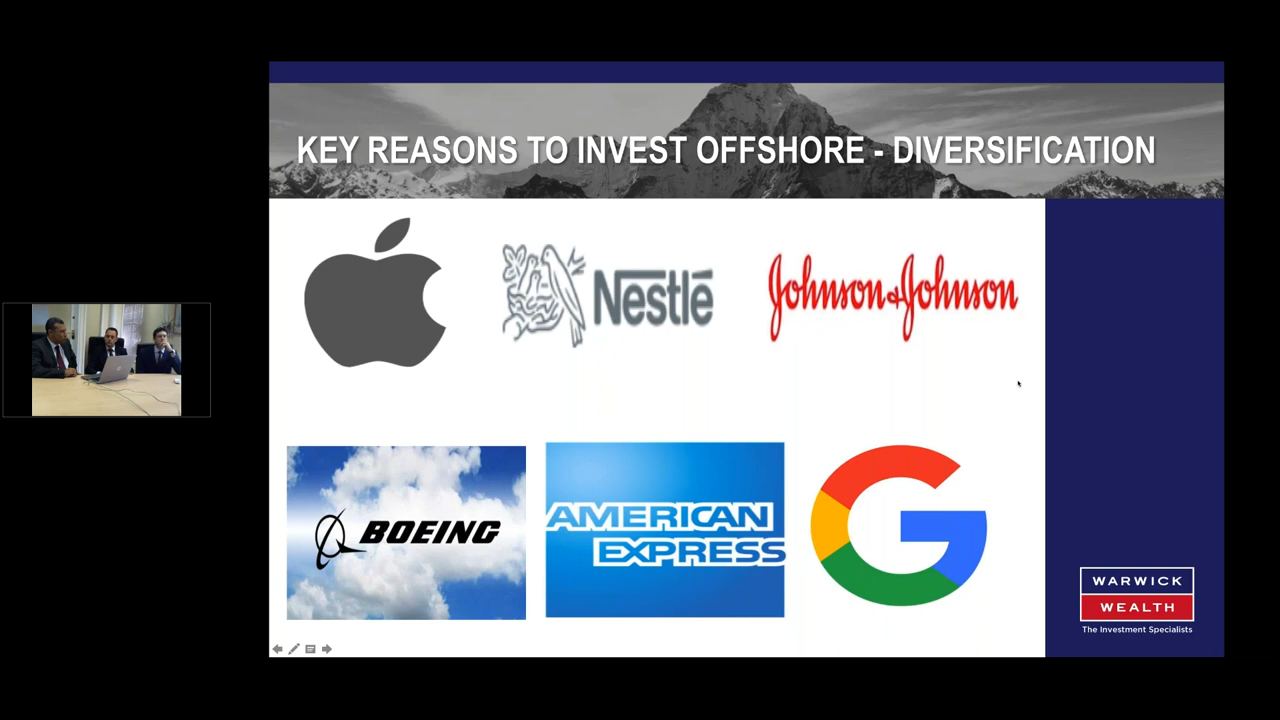 KEY REASONS TO INVEST OFFSHORE - DIVERSIFICATION
Nestlé
Johnson & Johnson
BOEING
AMERICAN
EXPRESS
G
WARWICK
WEALTH
The Investment Specialists